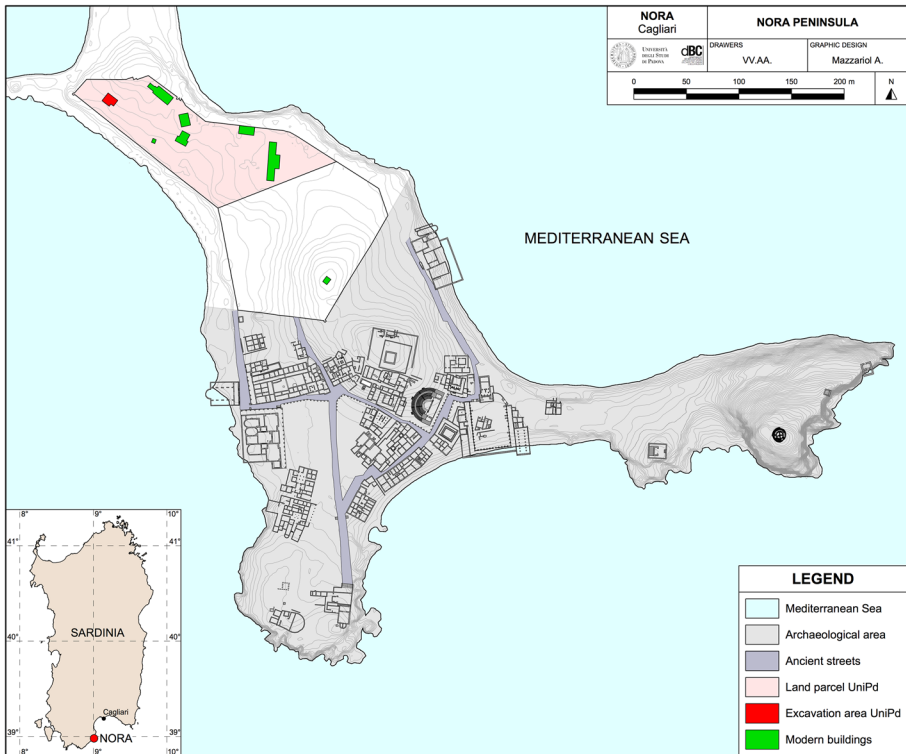 NORA
Cagliari
NORA PENINSULA
UNIVERSITÀ
DEGLI STUDI
DI PADOVA
dBC
DRAWERS
VV.AA.
GRAPHIC DESIGN
Mazzariol A.
0 50 100 150 200 m
N
MEDITERRANEAN SEA
8° 9° 10°
41° 41°
SARDINIA
40° 40°
Cagliari
39° NORA 39°
8° 9° 10°
LEGEND
Mediterranean Sea
Archaeological area
Ancient streets
Land parcel UniPd
Excavation area UniPd
Modern buildings